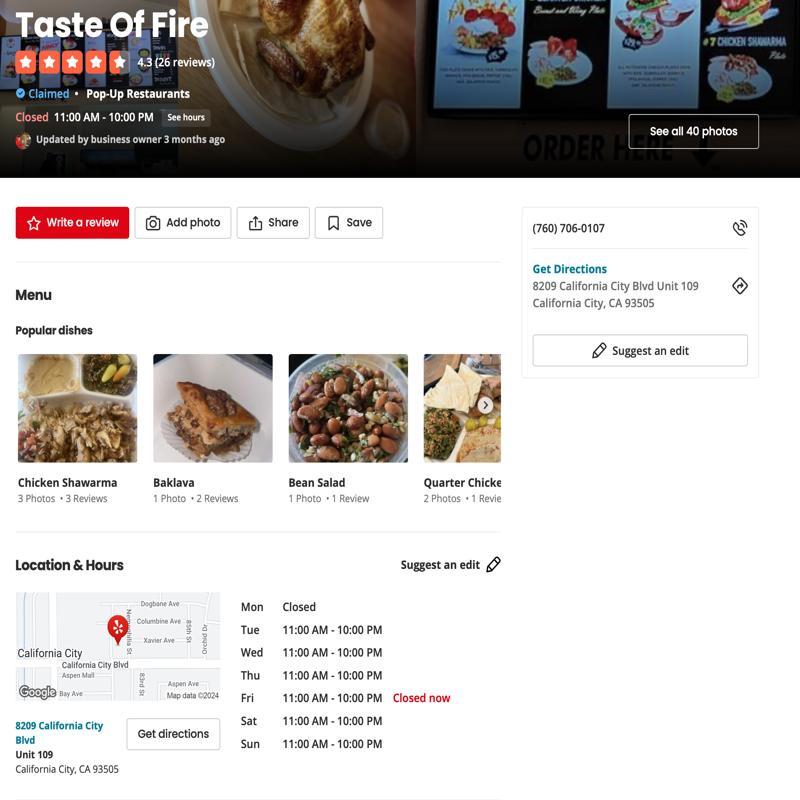 Taste Of Fire
4.3 (26 reviews)
Claimed • Pop-Up Restaurants
Closed 11:00 AM - 10:00 PM See hours
Updated by business owner 3 months ago
#7 CHICKEN SHAWARMA
Plate
ORDER HERE
See all 40 photos
Write a review
Add photo
Share
Save
(760) 706-0107
Get Directions
8209 California City Blvd Unit 109
California City, CA 93505
Suggest an edit
Menu
Popular dishes
Chicken Shawarma
3 Photos • 3 Reviews
Baklava
1 Photo • 2 Reviews
Bean Salad
1 Photo • 1 Review
Quarter Chicke
2 Photos • 1 Revie
Location & Hours
Suggest an edit
Dogbane Ave
Columbine Ave
Xavier Ave
85th St
Orchid Dr
California City
California City Blvd
Aspen Mall
83rd St
Aspen Ave
Bay Ave
Google
Map data ©2024
8209 California City
Blvd
Unit 109
California City, CA 93505
Get directions
Mon Closed
Tue 11:00 AM - 10:00 PM
Wed 11:00 AM - 10:00 PM
Thu 11:00 AM - 10:00 PM
Fri 11:00 AM - 10:00 PM Closed now
Sat 11:00 AM - 10:00 PM
Sun 11:00 AM - 10:00 PM